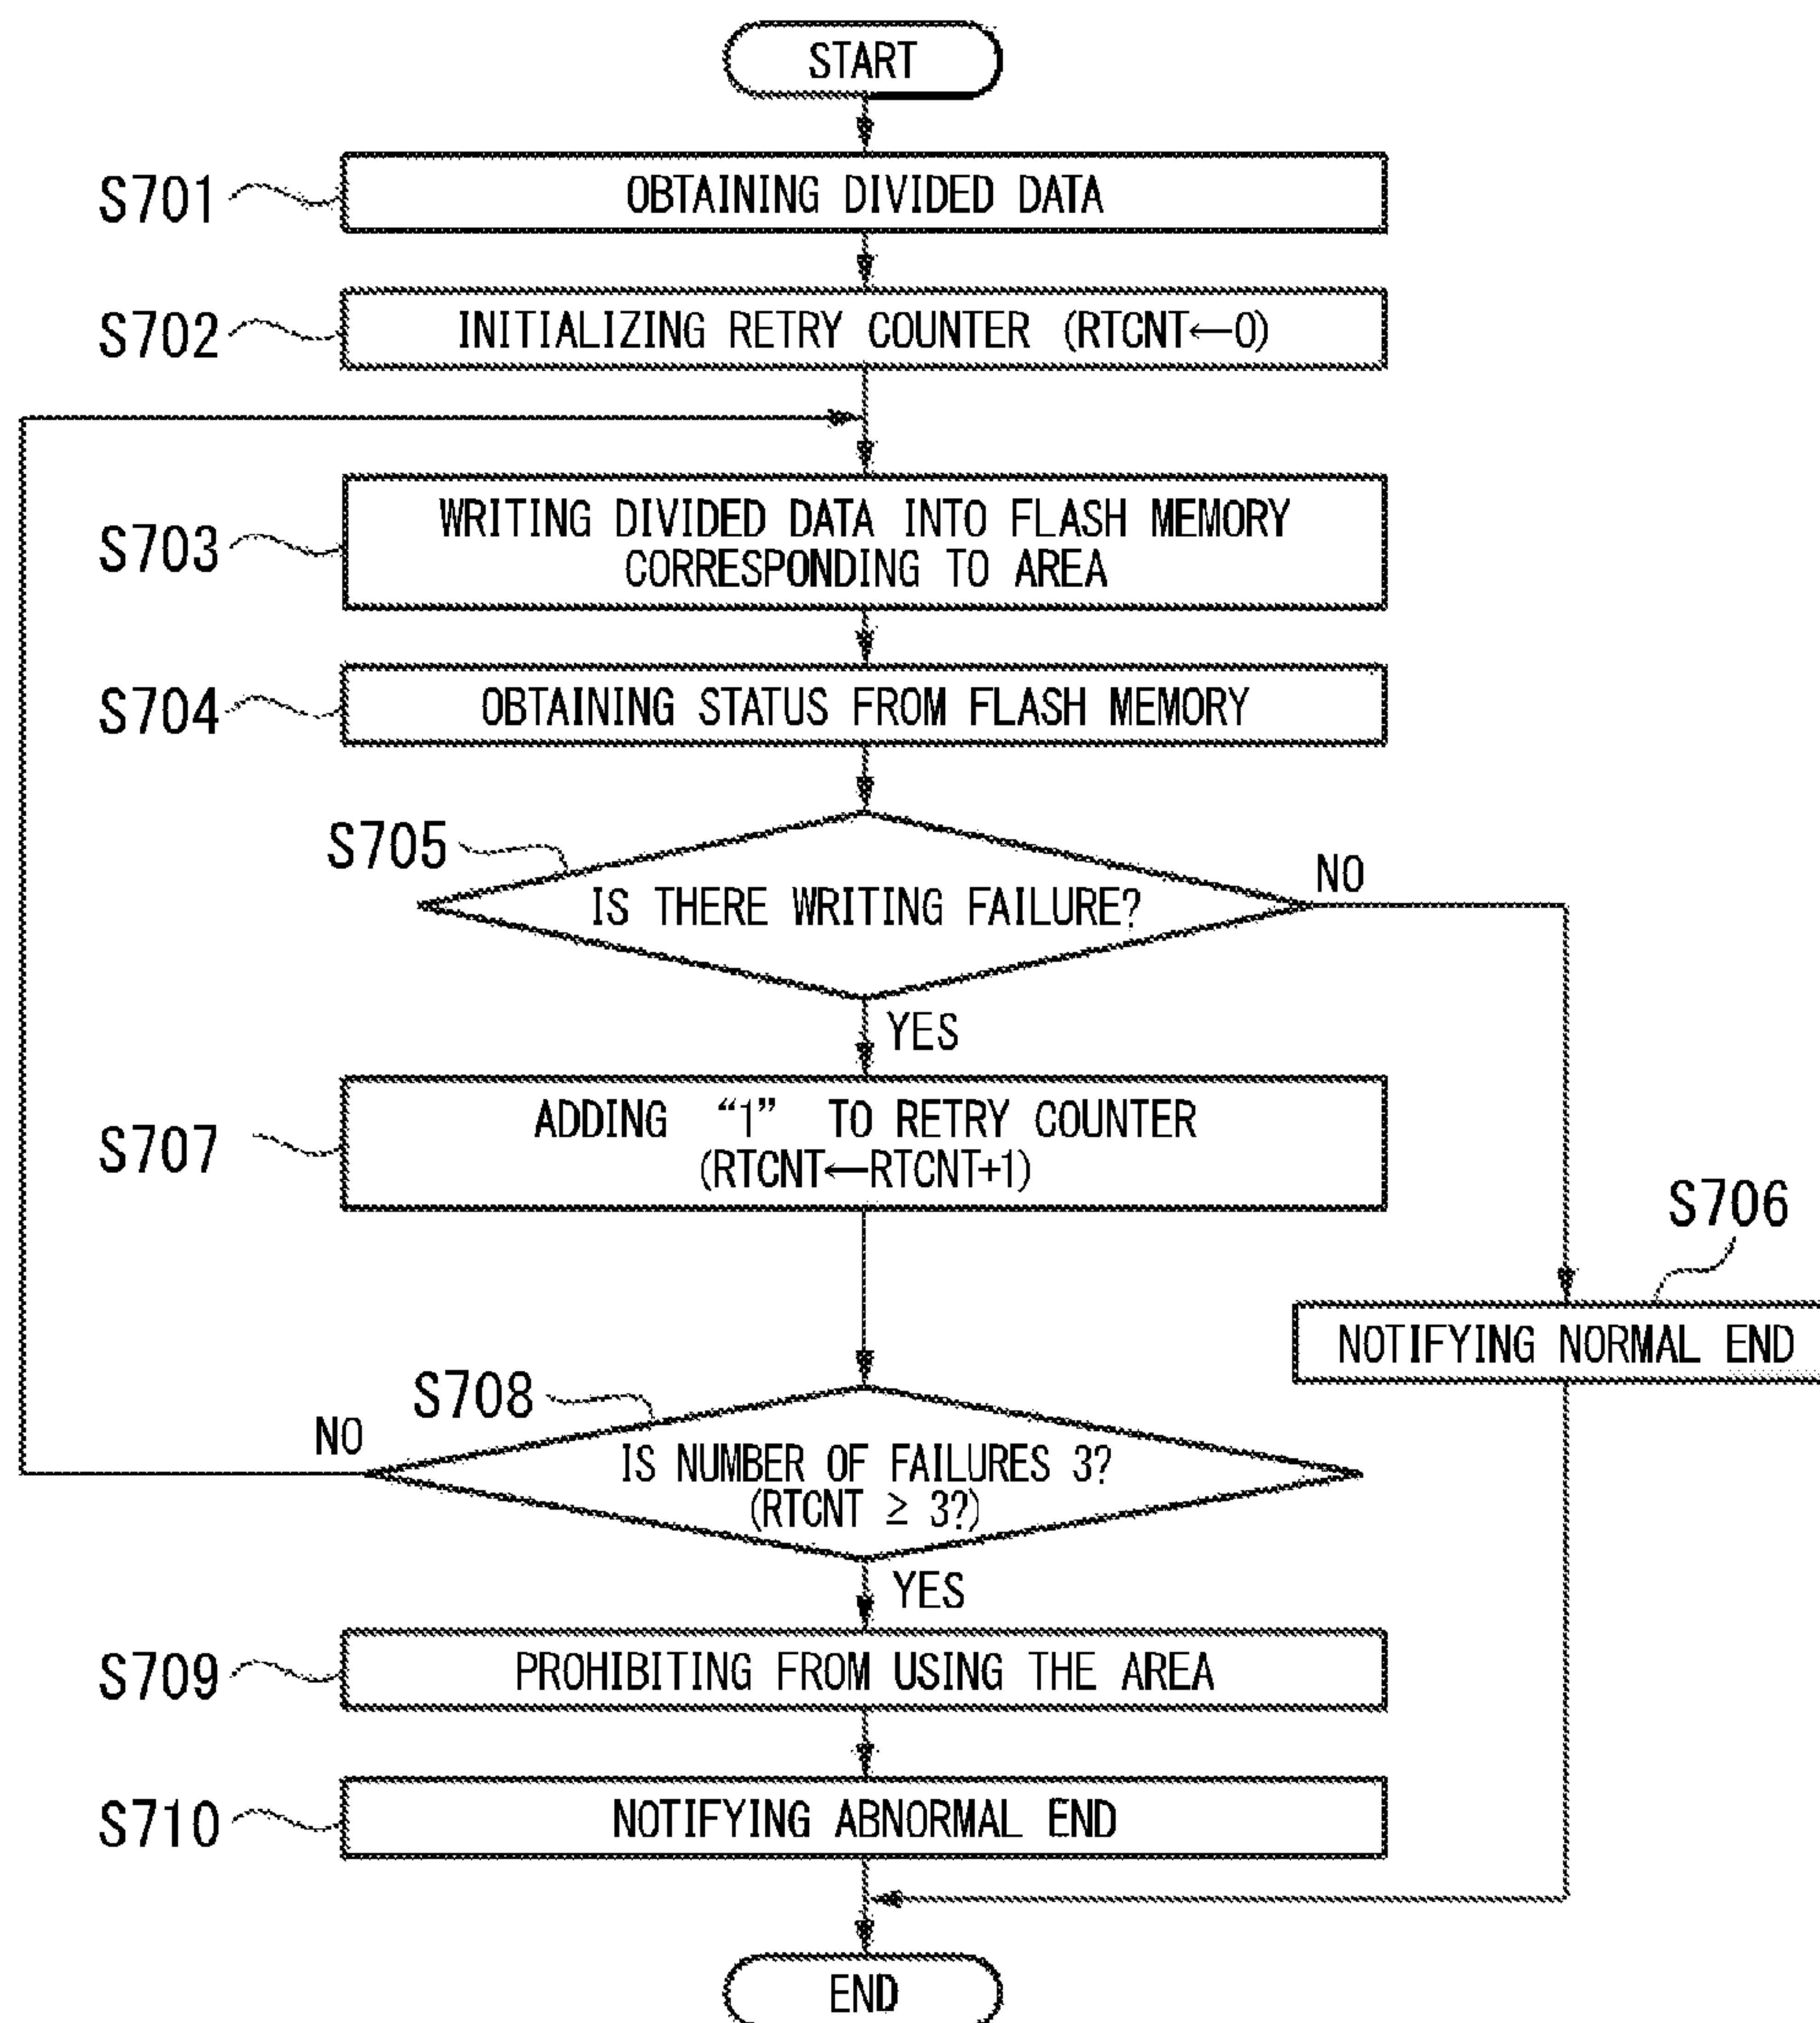 START
S701
OBTAINING DIVIDED DATA
S702
INITIALIZING RETRY COUNTER (RTCNT←0)
S703
WRITING DIVIDED DATA INTO FLASH MEMORY
CORRESPONDING TO AREA
S704
OBTAINING STATUS FROM FLASH MEMORY
S705
IS THERE WRITING FAILURE?
NO
YES
S707
ADDING “1” TO RETRY COUNTER
(RTCNT←RTCNT+1)
S706
NOTIFYING NORMAL END
S708
NO
IS NUMBER OF FAILURES 3?
(RTCNT ≥ 3?)
YES
S709
PROHIBITING FROM USING THE AREA
S710
NOTIFYING ABNORMAL END
END